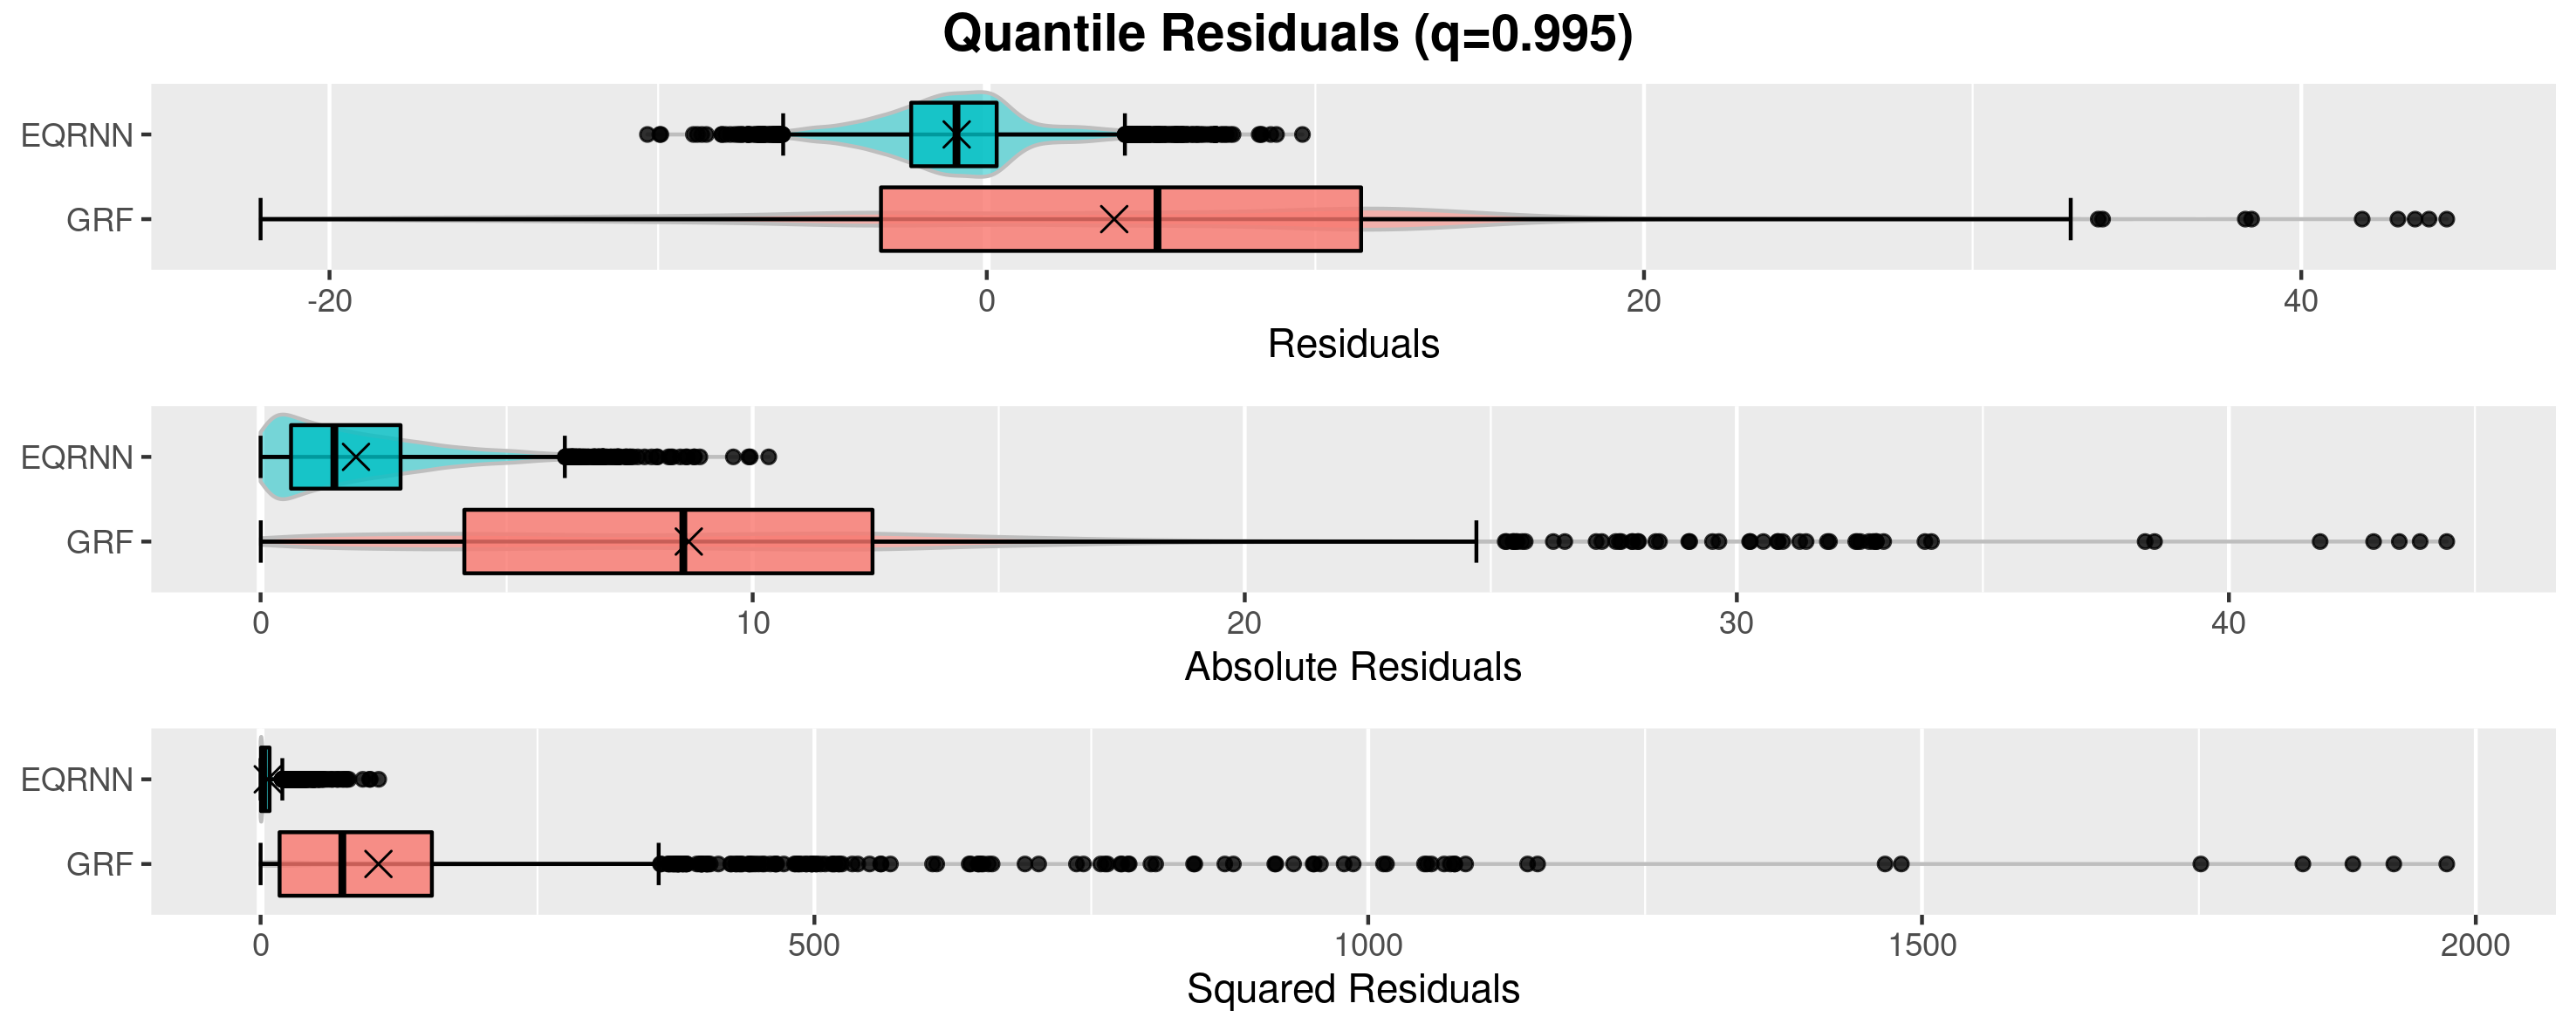 Quantile Residuals (q=0.995)
EQRNN
GRF
-20 0 20 40
Residuals
EQRNN
GRF
0 10 20 30 40
Absolute Residuals
EQRNN
GRF
0 500 1000 1500 2000
Squared Residuals